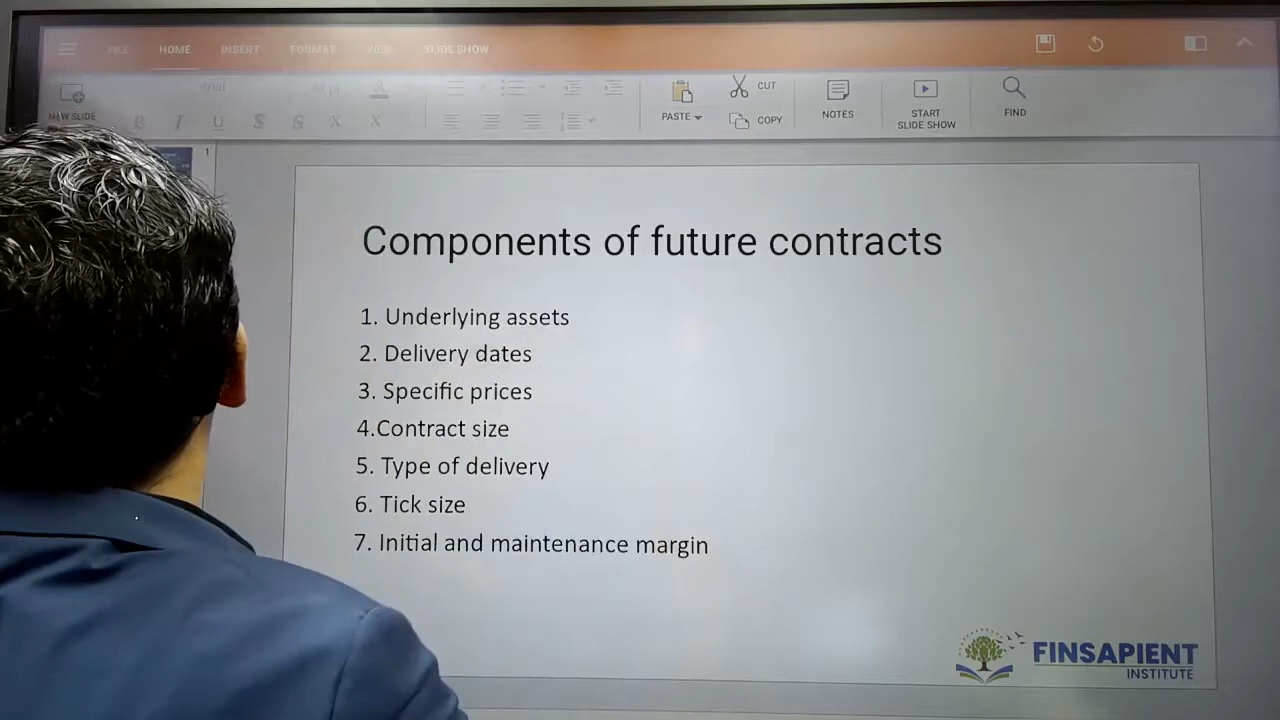 FILE HOME INSERT FORMAT VIEW SLIDE SHOW
NEW SLIDE
B I U S S X X
PASTE
CUT
COPY
NOTES
START
SLIDE SHOW
FIND
1
Components of future contracts
1. Underlying assets
2. Delivery dates
3. Specific prices
4.Contract size
5. Type of delivery
6. Tick size
7. Initial and maintenance margin
FINSAPIENT
INSTITUTE